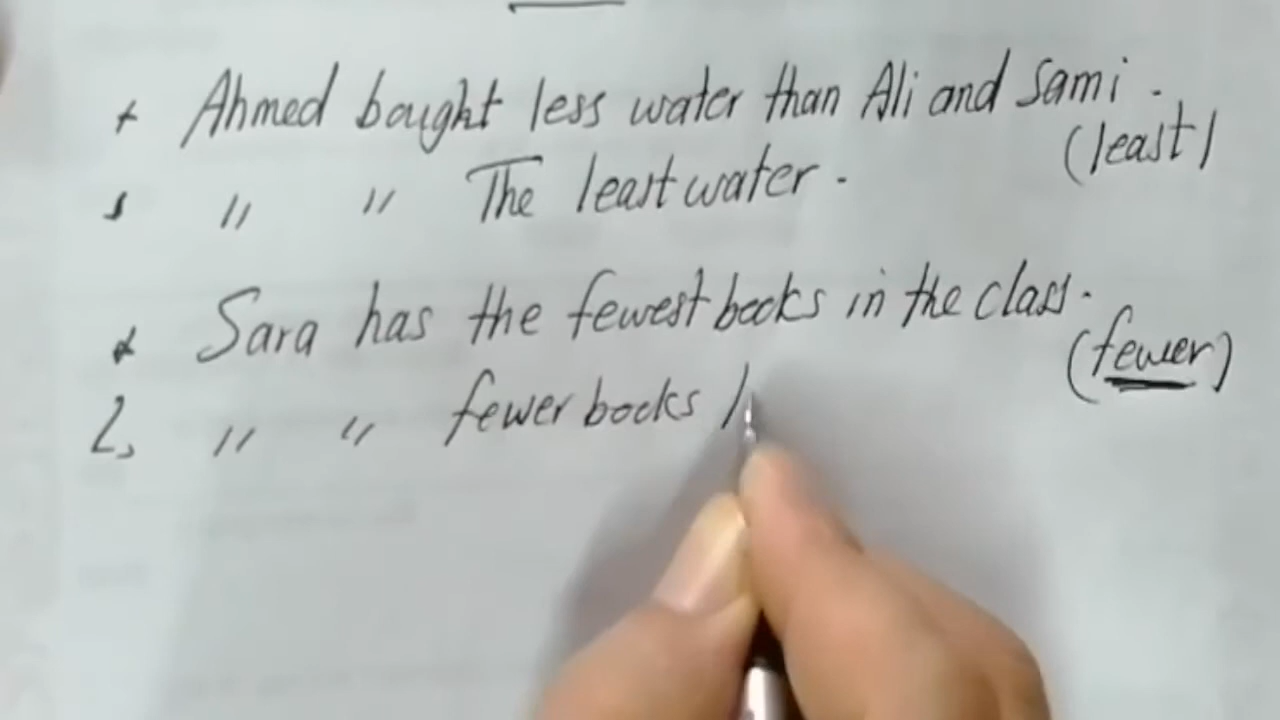 + Ahmed bought less water than Ali and Sami.
(least)
s " " The least water.
* Sara has the fewest books in the class.
(fewer)
2, " " fewer books